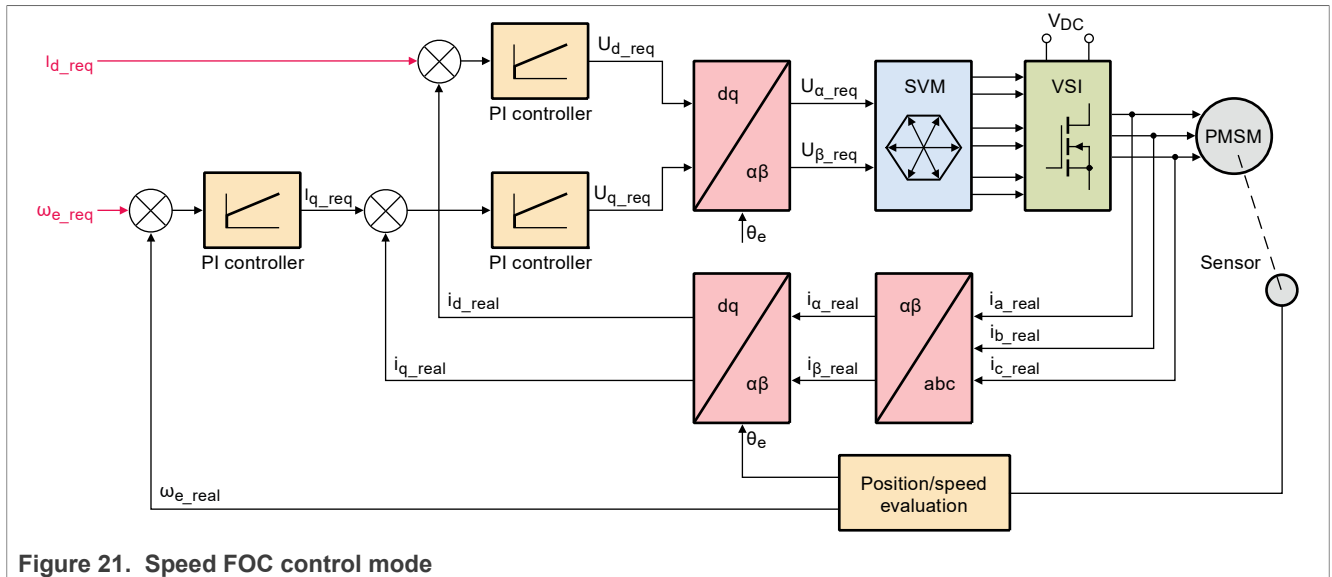 V_DC
I_d_req
U_d_req
PI controller
dq
αβ
U_α_req
U_β_req
SVM
VSI
PMSM
ω_e_req
PI controller
I_q_req
U_q_req
PI controller
θ_e
Sensor
i_d_real
i_q_real
dq
αβ
i_α_real
i_β_real
αβ
abc
i_a_real
i_b_real
i_c_real
θ_e
ω_e_real
Position/speed
evaluation
Figure 21. Speed FOC control mode